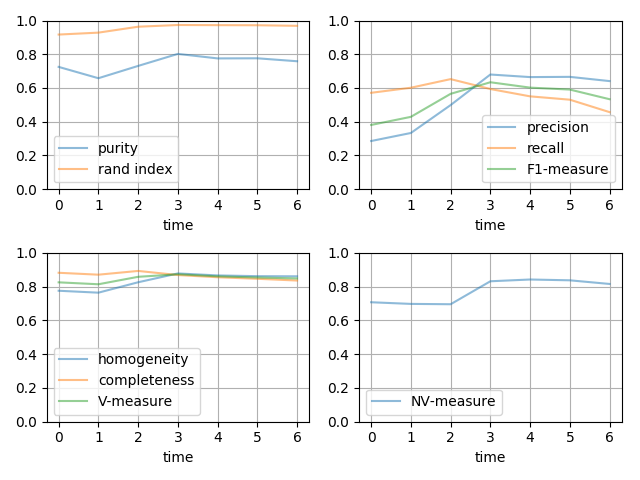 1.0
0.8
0.6
0.4
0.2
0.0
purity
rand index
0 1 2 3 4 5 6
time
1.0
0.8
0.6
0.4
0.2
0.0
precision
recall
F1-measure
0 1 2 3 4 5 6
time
1.0
0.8
0.6
0.4
0.2
0.0
homogeneity
completeness
V-measure
0 1 2 3 4 5 6
time
1.0
0.8
0.6
0.4
0.2
0.0
NV-measure
0 1 2 3 4 5 6
time